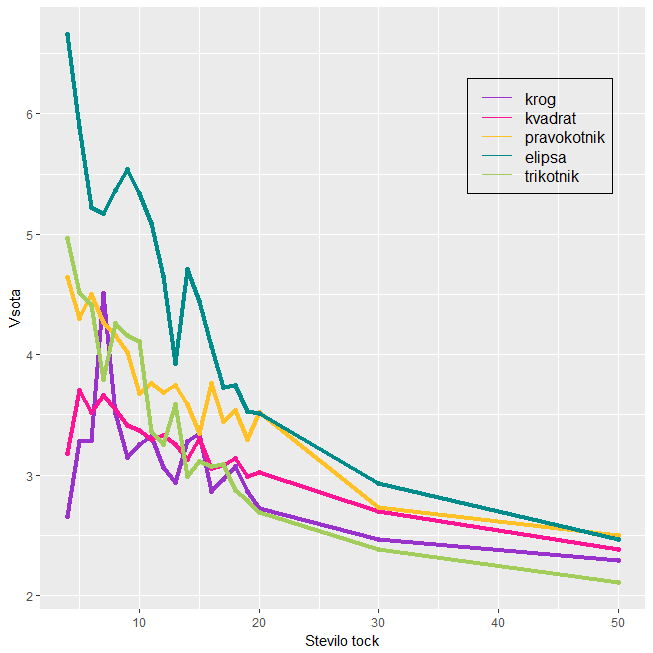 6
5
4
3
2
Vsota
krog
kvadrat
pravokotnik
elipsa
trikotnik
10 20 30 40 50
Stevilo tock